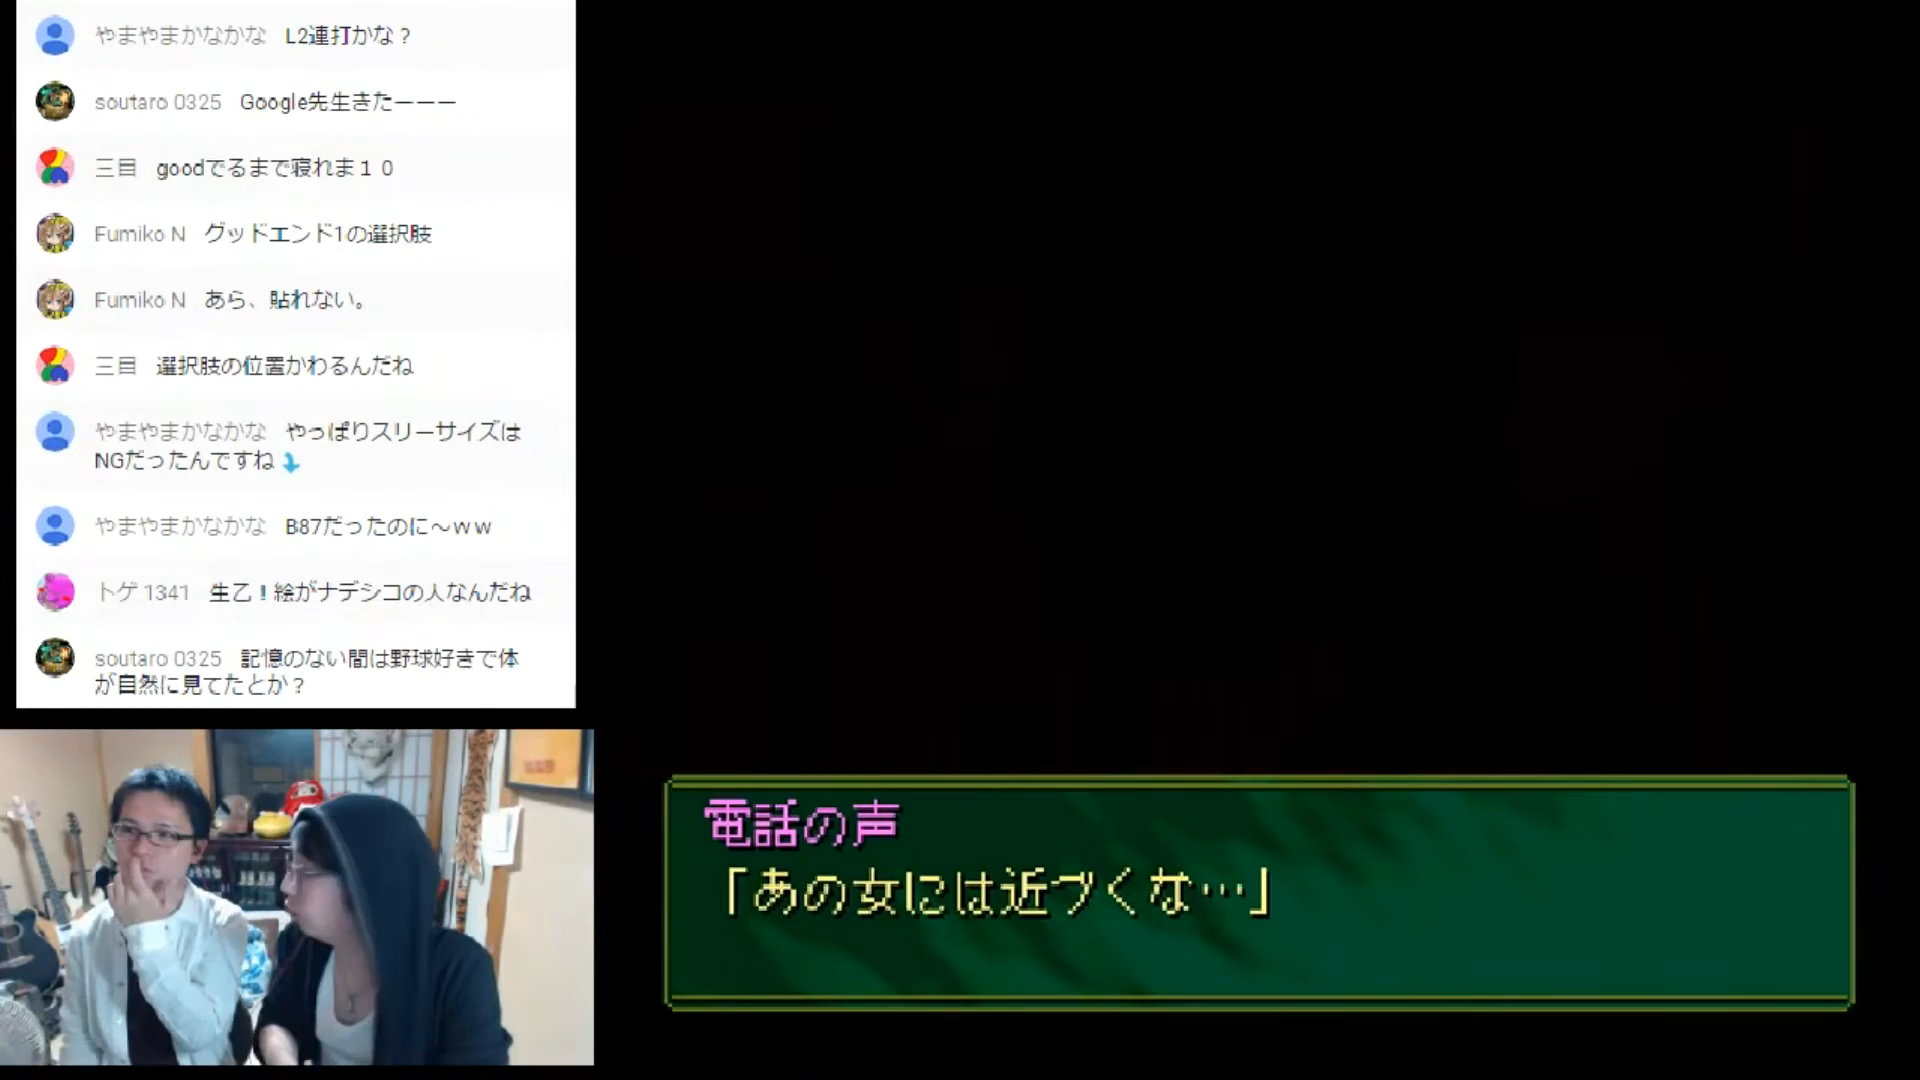 やまやまかなかな L2連打かな？
soutaro 0325 Google先生きたーーー
三目 goodでるまで寝れま１０
Fumiko N グッドエンド1の選択肢
Fumiko N あら、貼れない。
三目 選択肢の位置かわるんだね
やまやまかなかな やっぱりスリーサイズは
NGだったんですね
やまやまかなかな B87だったのに～ｗｗ
トゲ 1341 生乙！絵がナデシコの人なんだね
soutaro 0325 記憶のない間は野球好きで体
が自然に見てたとか？
電話の声
「あの女には近づくな…」